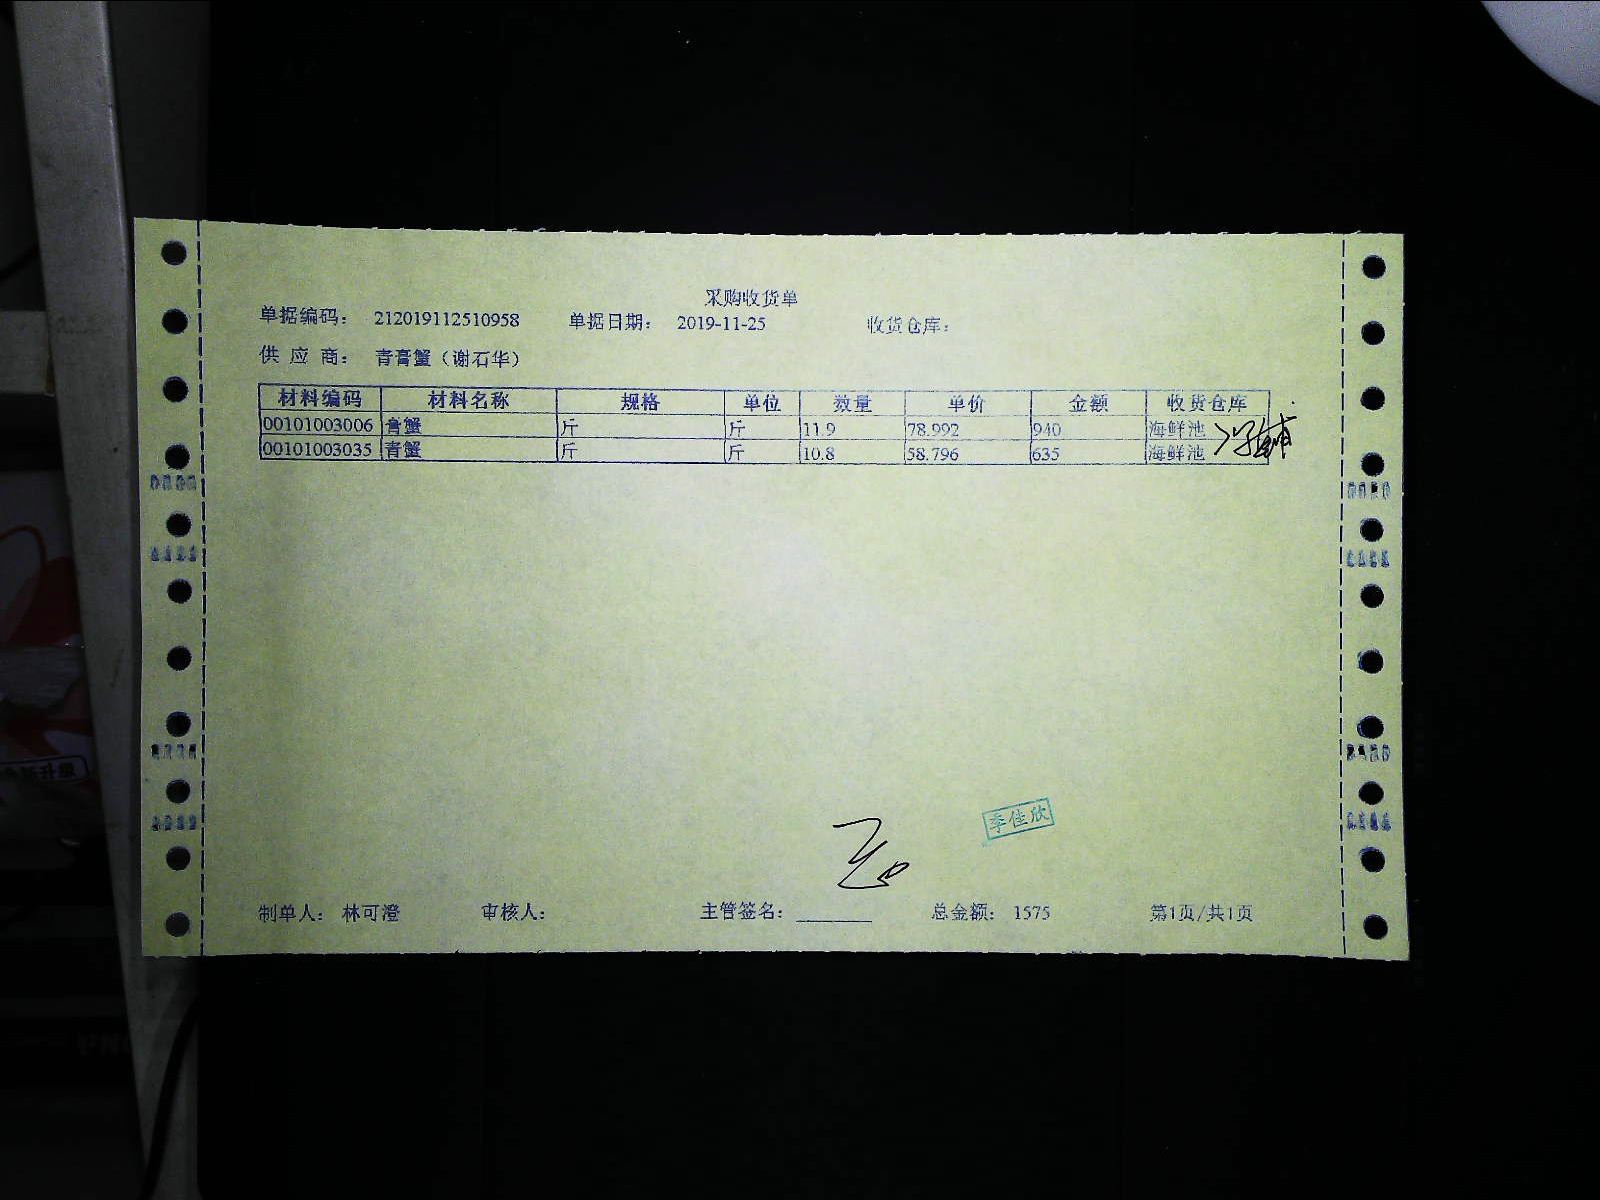 采购收货单
单据编码： 212019112510958 单据日期： 2019-11-25 收货仓库：
供 应 商： 青膏蟹（谢石华）
材料编码 材料名称 规格 单位 数量 单价 金额 收货仓库
00101003006 膏蟹 斤 斤 11.9 78.992 940 海鲜池
00101003035 青蟹 斤 斤 10.8 58.796 635 海鲜池
李佳欣
制单人： 林可澄 审核人： 主管签名： 总金额： 1575 第1页/共1页